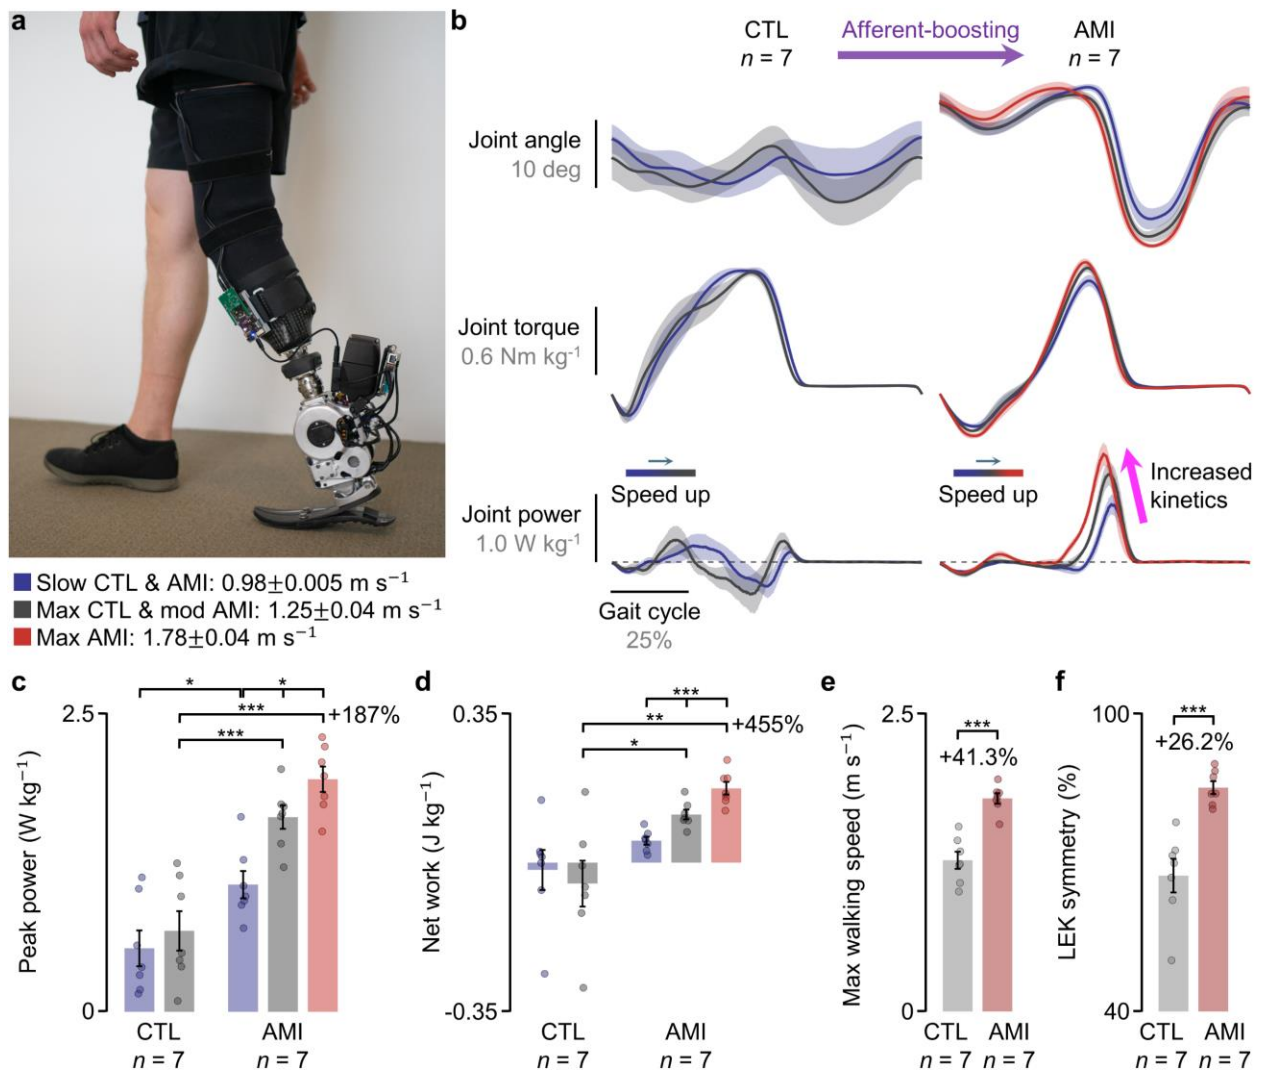 a
b
CTL
n = 7
Afferent-boosting
AMI
n = 7
Joint angle
10 deg
Joint torque
0.6 Nm kg⁻¹
Speed up
Speed up
Increased
kinetics
Joint power
1.0 W kg⁻¹
Gait cycle
25%
Slow CTL & AMI: 0.98±0.005 m s⁻¹
Max CTL & mod AMI: 1.25±0.04 m s⁻¹
Max AMI: 1.78±0.04 m s⁻¹
c
Peak power (W kg⁻¹)
2.5
0
*
*
***
+187%
***
CTL
n = 7
AMI
n = 7
d
Net work (J kg⁻¹)
0.35
-0.35
***
**
+455%
*
CTL
n = 7
AMI
n = 7
e
Max walking speed (m s⁻¹)
2.5
0
***
+41.3%
CTL AMI
n = 7 n = 7
f
LEK symmetry (%)
100
40
***
+26.2%
CTL AMI
n = 7 n = 7